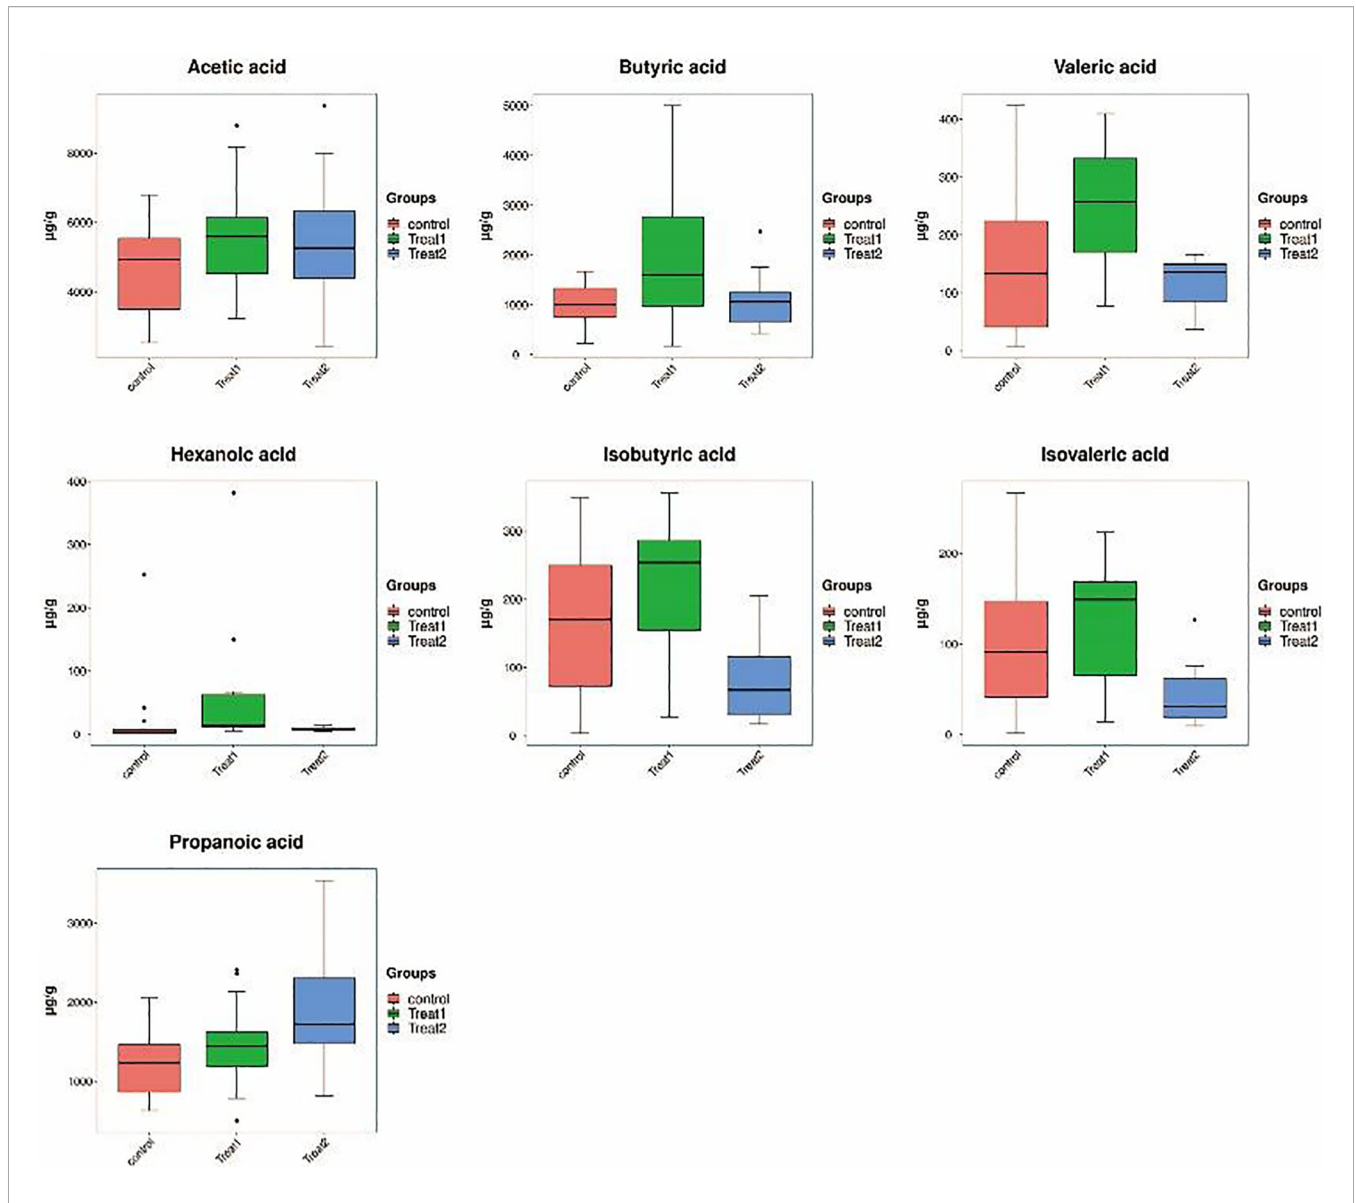 Acetic acid
8000
6000
4000
µg/g
control
Treat1
Treat2
Groups
control
Treat1
Treat2
Butyric acid
5000
4000
3000
2000
1000
0
µg/g
control
Treat1
Treat2
Groups
control
Treat1
Treat2
Valeric acid
400
300
200
100
0
µg/g
control
Treat1
Treat2
Groups
control
Treat1
Treat2
Hexanoic acid
400
300
200
100
0
µg/g
control
Treat1
Treat2
Groups
control
Treat1
Treat2
Isobutyric acid
300
200
100
0
µg/g
control
Treat1
Treat2
Groups
control
Treat1
Treat2
Isovaleric acid
200
100
0
µg/g
control
Treat1
Treat2
Groups
control
Treat1
Treat2
Propanoic acid
3000
2000
1000
µg/g
control
Treat1
Treat2
Groups
control
Treat1
Treat2